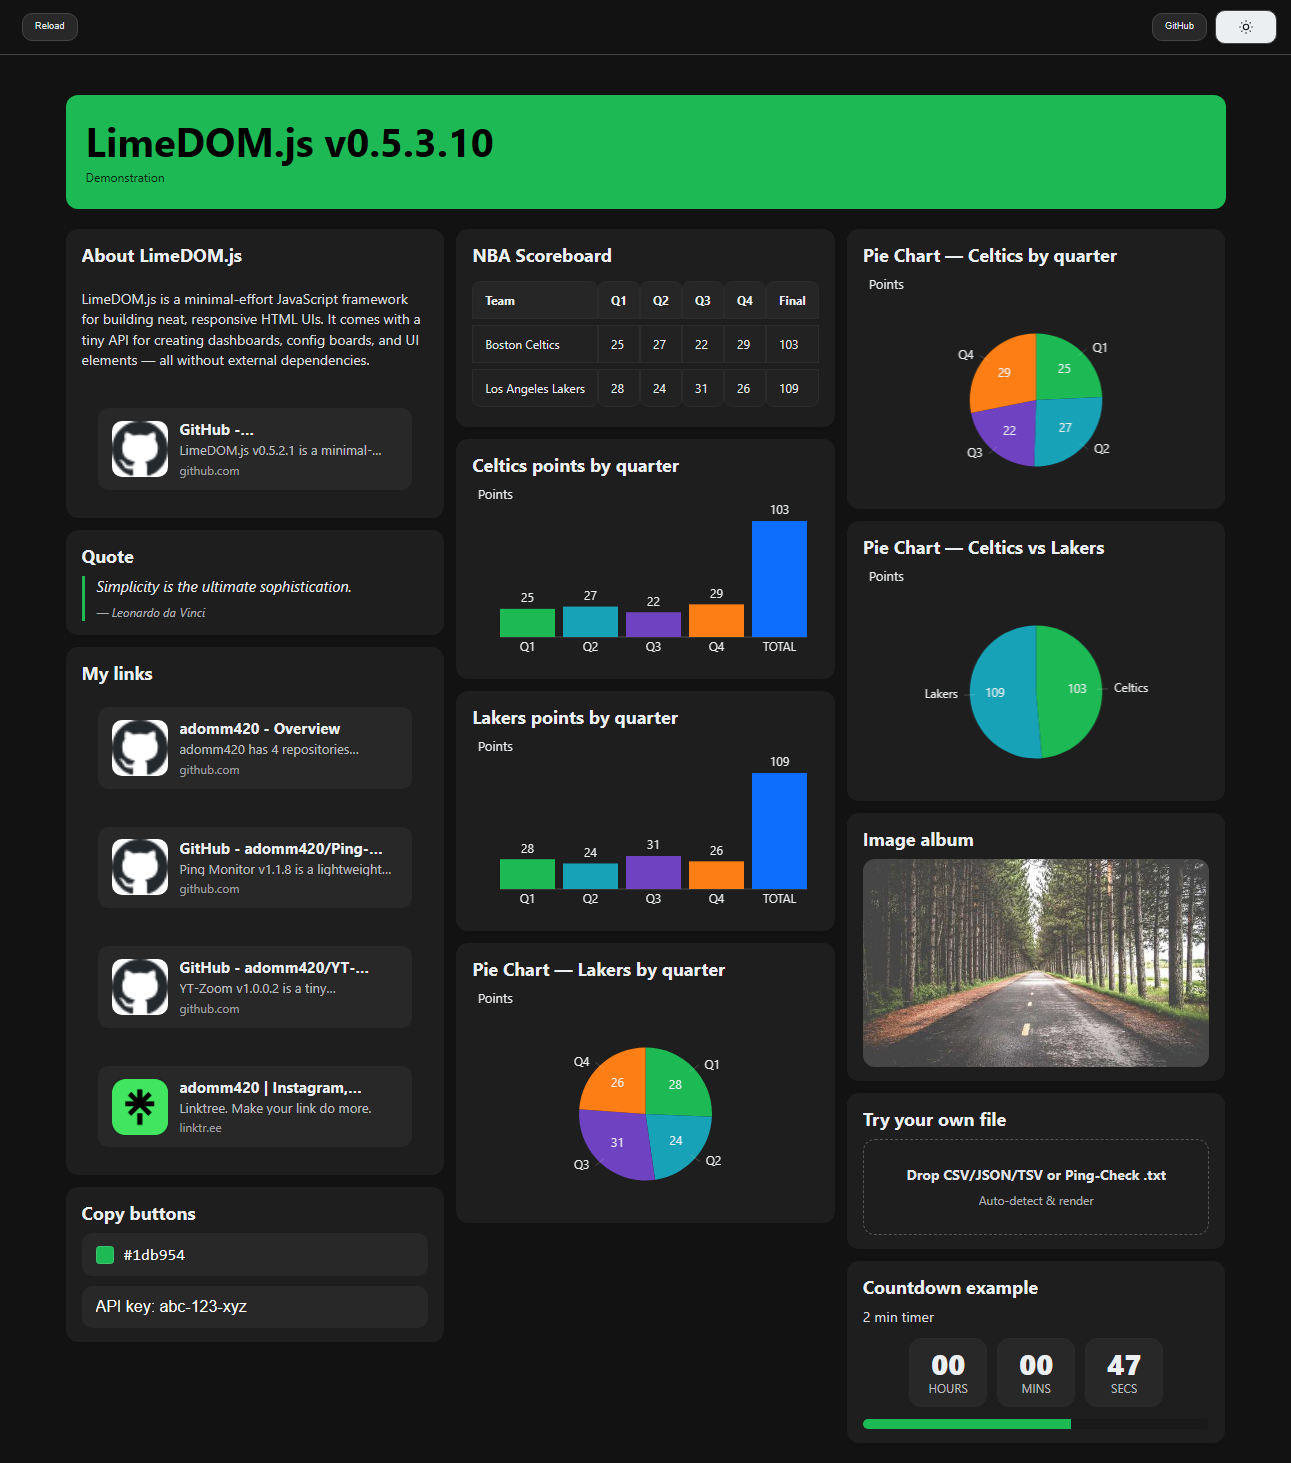 Reload
GitHub
LimeDOM.js v0.5.3.10
Demonstration
About LimeDOM.js
LimeDOM.js is a minimal-effort JavaScript framework
for building neat, responsive HTML UIs. It comes with a
tiny API for creating dashboards, config boards, and UI
elements — all without external dependencies.
GitHub -...
LimeDOM.js v0.5.2.1 is a minimal-...
github.com
Quote
Simplicity is the ultimate sophistication.
— Leonardo da Vinci
My links
adomm420 - Overview
adomm420 has 4 repositories...
github.com
GitHub - adomm420/Ping-...
Ping Monitor v1.1.8 is a lightweight...
github.com
GitHub - adomm420/YT-...
YT-Zoom v1.0.0.2 is a tiny...
github.com
adomm420 | Instagram,...
Linktree. Make your link do more.
linktr.ee
Copy buttons
#1db954
API key: abc-123-xyz
NBA Scoreboard
Team Q1 Q2 Q3 Q4 Final
Boston Celtics 25 27 22 29 103
Los Angeles Lakers 28 24 31 26 109
Celtics points by quarter
Points
103
25 27 22 29
Q1 Q2 Q3 Q4 TOTAL
Lakers points by quarter
Points
109
28 24 31 26
Q1 Q2 Q3 Q4 TOTAL
Pie Chart — Lakers by quarter
Points
Q4 Q1
26 28
31 24
Q3 Q2
Pie Chart — Celtics by quarter
Points
Q4 Q1
29 25
22 27
Q3 Q2
Pie Chart — Celtics vs Lakers
Points
Lakers 109 103 Celtics
Image album
Try your own file
Drop CSV/JSON/TSV or Ping-Check .txt
Auto-detect & render
Countdown example
2 min timer
00 00 47
HOURS MINS SECS